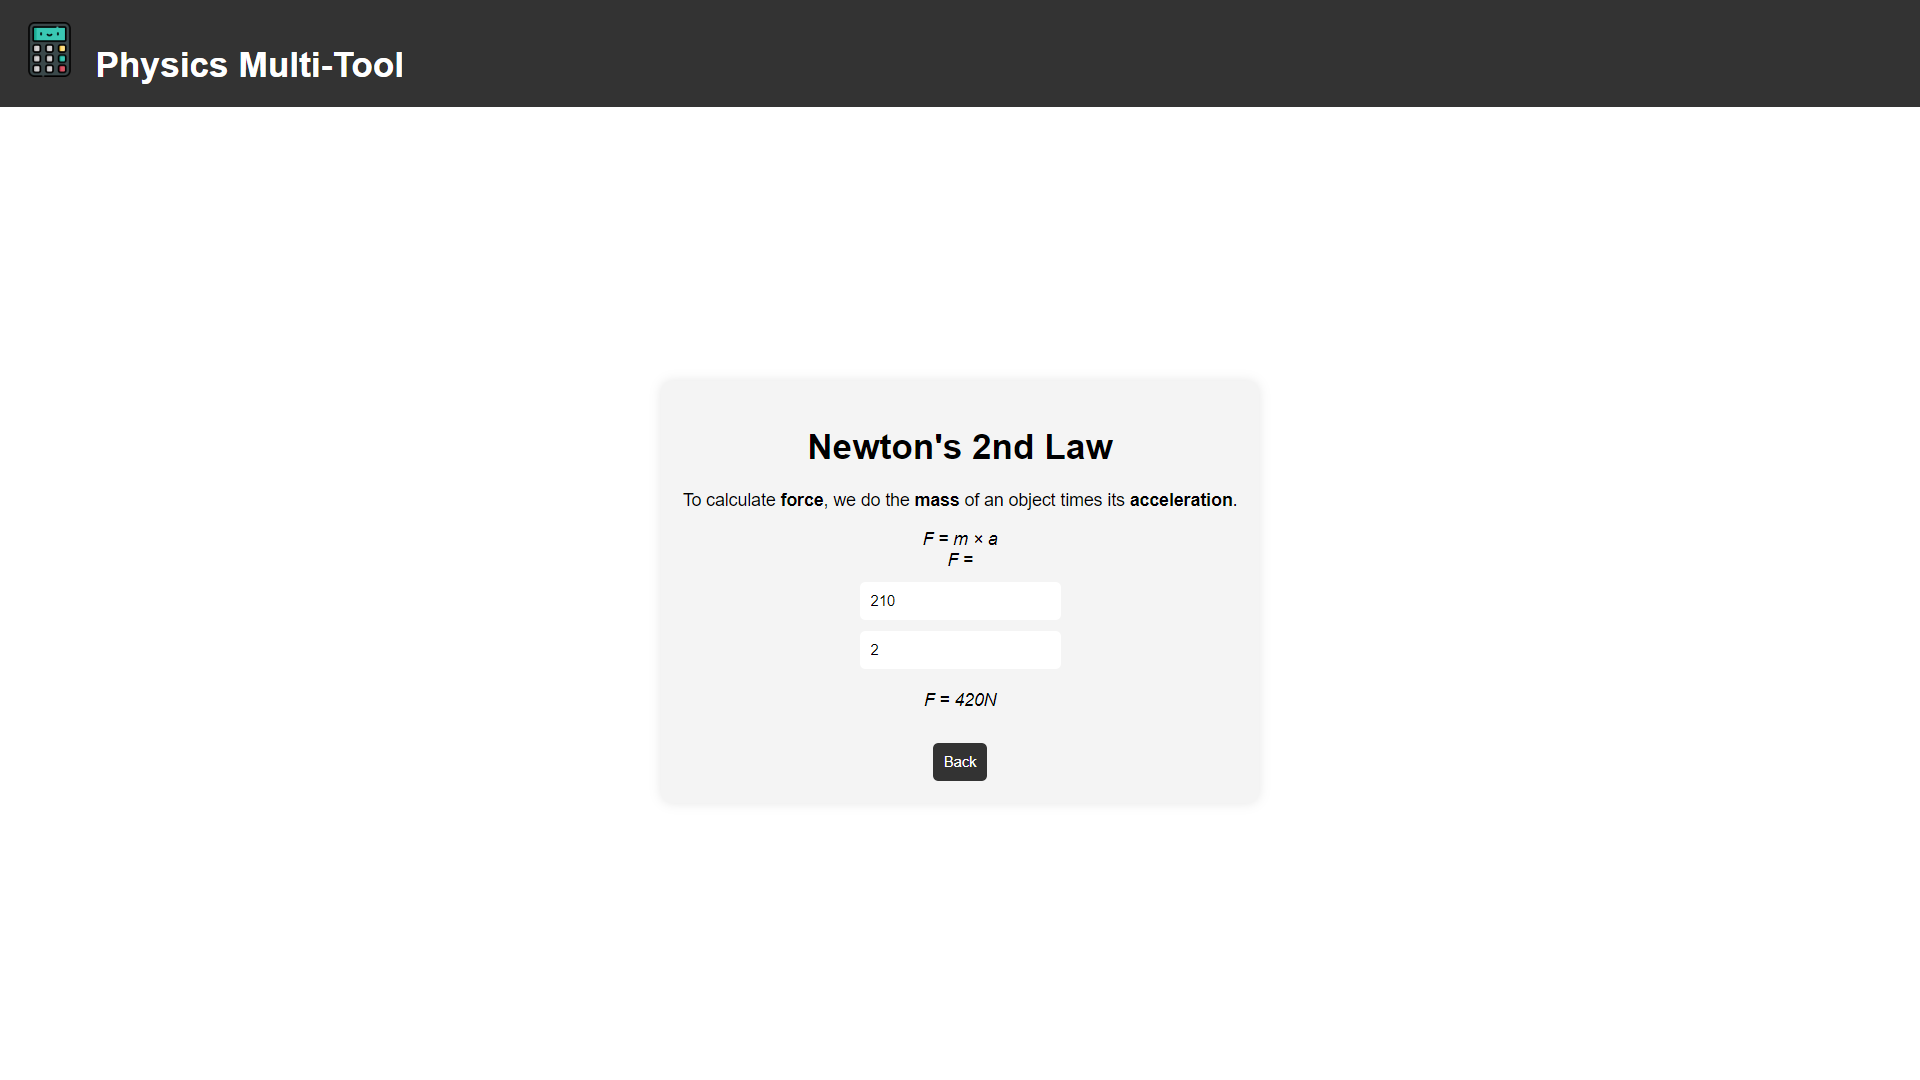 Physics Multi-Tool
Newton's 2nd Law
To calculate force, we do the mass of an object times its acceleration.
F = m × a
F =
210
2
F = 420N
Back